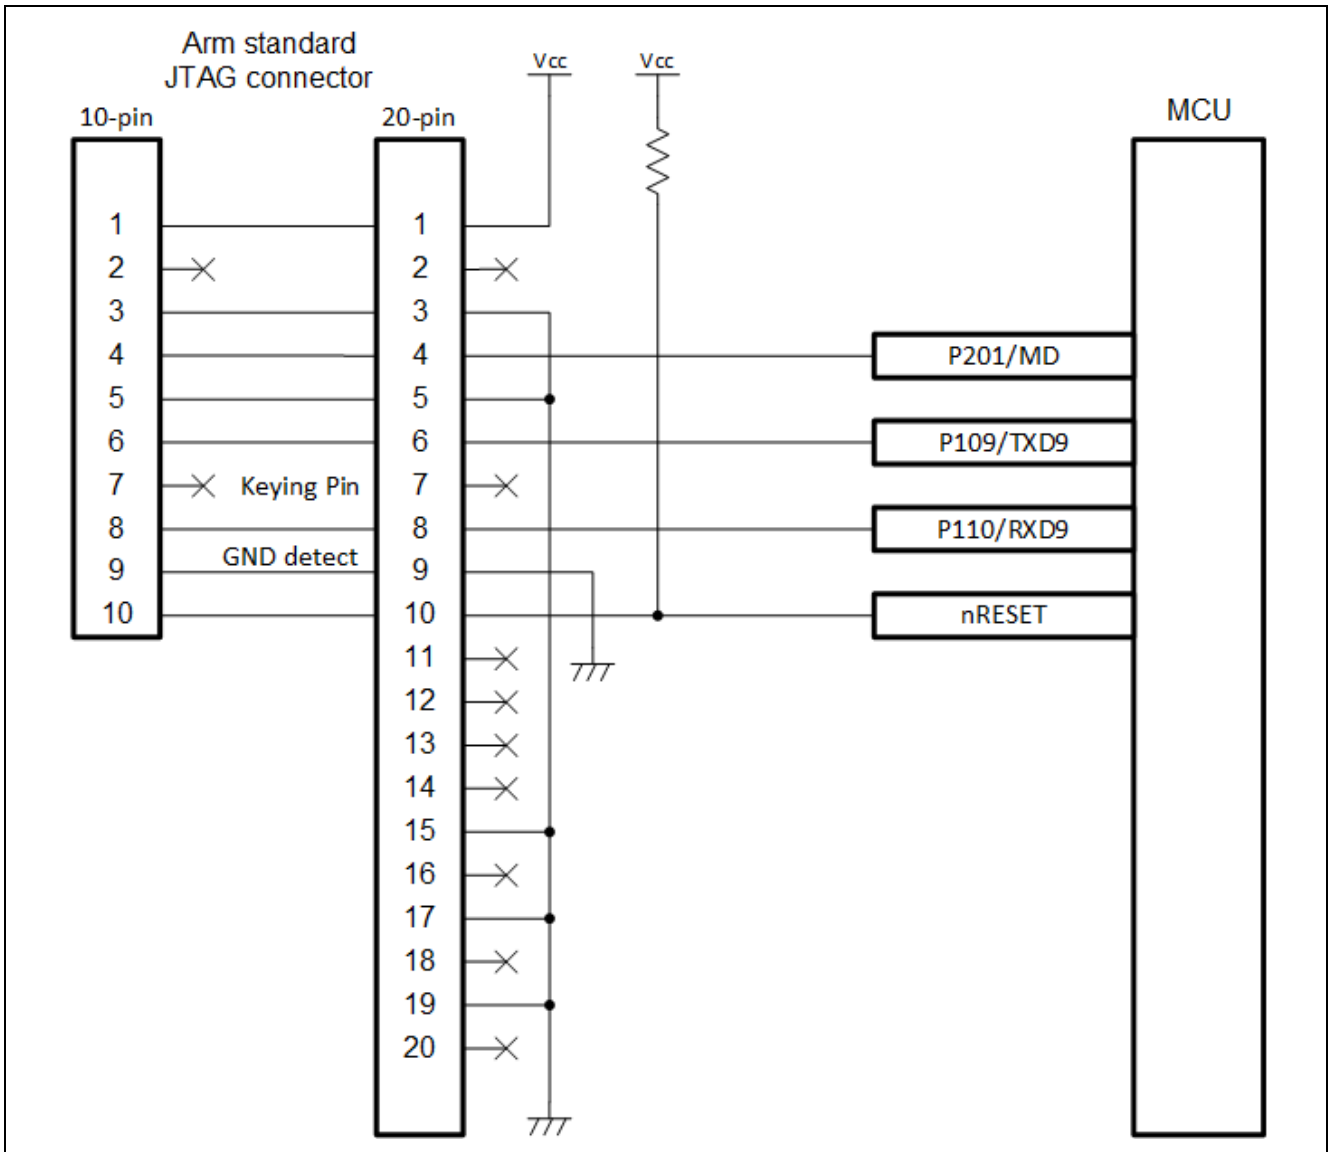 Arm standard
JTAG connector
Vcc
Vcc
10-pin
20-pin
MCU
1
1
2
2
3
3
4
4
P201/MD
5
5
6
6
P109/TXD9
7
Keying Pin
7
8
8
P110/RXD9
GND detect
9
9
10
10
nRESET
11
12
13
14
15
16
17
18
19
20